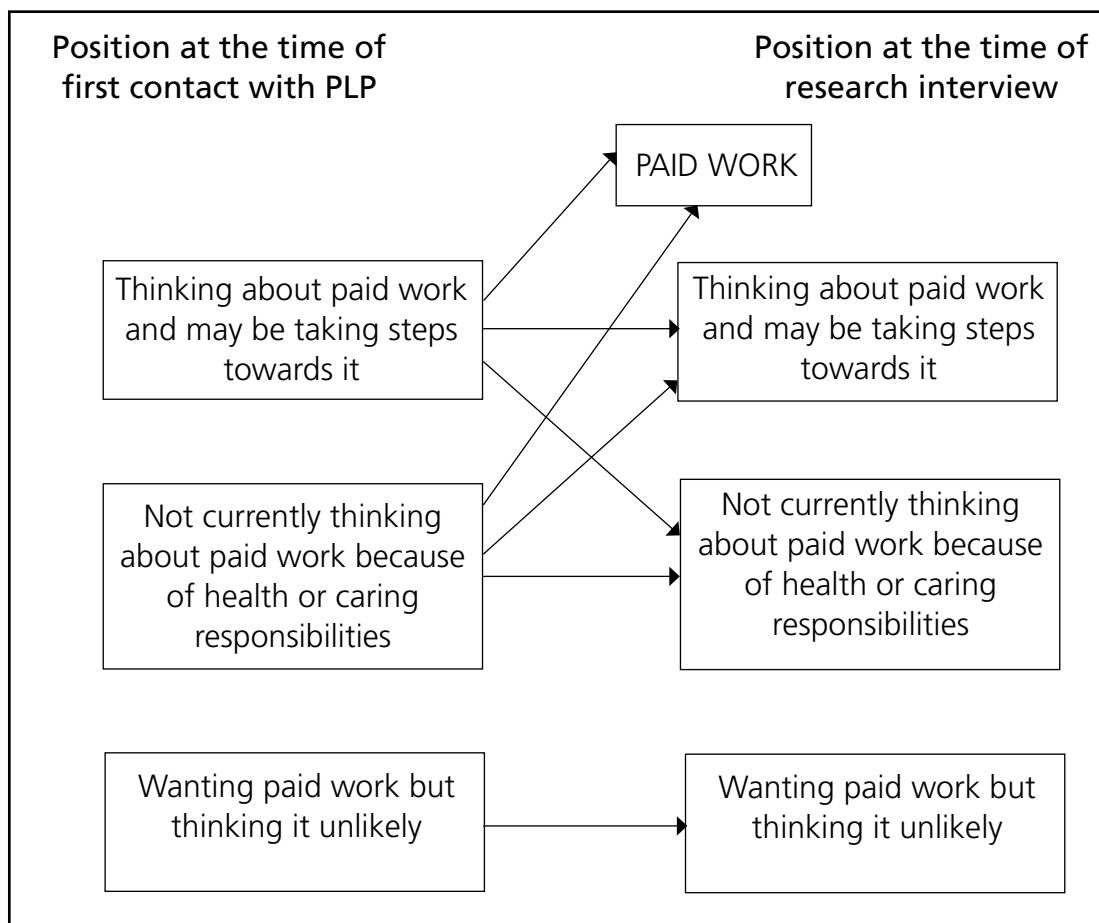 Position at the time of
first contact with PLP
Position at the time of
research interview
PAID WORK
Thinking about paid work
and may be taking steps
towards it
Thinking about paid work
and may be taking steps
towards it
Not currently thinking
about paid work because
of health or caring
responsibilities
Not currently thinking
about paid work because
of health or caring
responsibilities
Wanting paid work but
thinking it unlikely
Wanting paid work but
thinking it unlikely